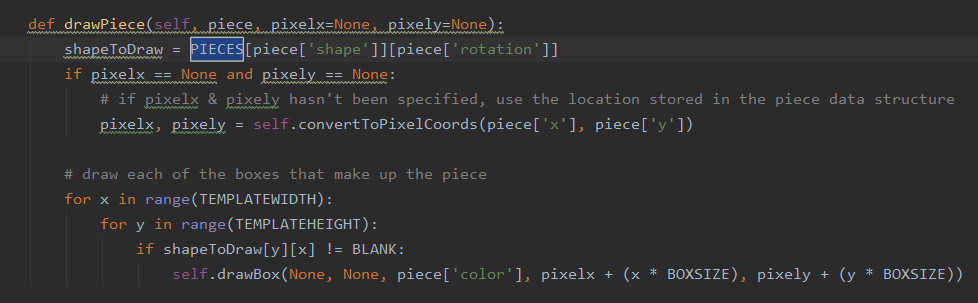 def drawPiece(self, piece, pixelx=None, pixely=None):
shapeToDraw = PIECES[piece['shape']][piece['rotation']]
if pixelx == None and pixely == None:
# if pixelx & pixely hasn't been specified, use the location stored in the piece data structure
pixelx, pixely = self.convertToPixelCoords(piece['x'], piece['y'])
# draw each of the boxes that make up the piece
for x in range(TEMPLATEWIDTH):
for y in range(TEMPLATEHEIGHT):
if shapeToDraw[y][x] != BLANK:
self.drawBox(None, None, piece['color'], pixelx + (x * BOXSIZE), pixely + (y * BOXSIZE))